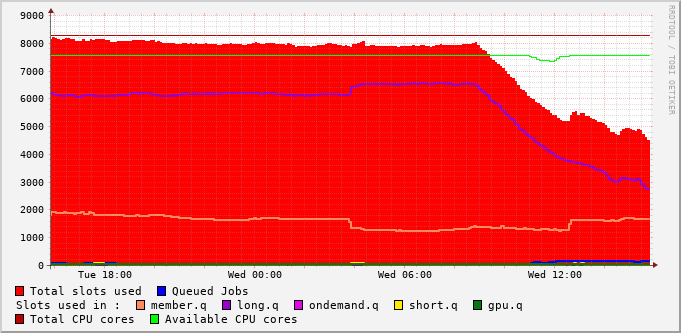 9000
8000
7000
6000
5000
4000
3000
2000
1000
0
Tue 18:00 Wed 00:00 Wed 06:00 Wed 12:00
Total slots used Queued Jobs
Slots used in : member.q long.q ondemand.q short.q gpu.q
Total CPU cores Available CPU cores
RRDTOOL / TOBI OETIKER